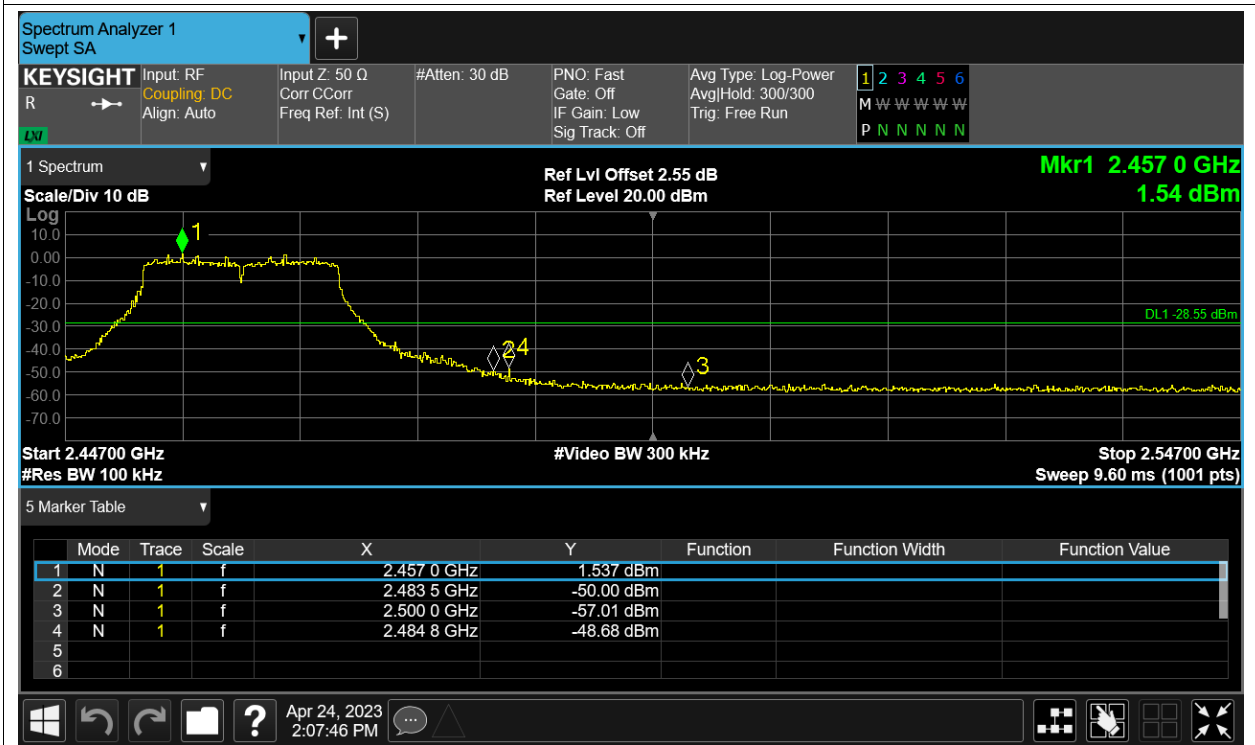 Spectrum Analyzer 1
Swept SA
KEYSIGHT Input: RF Input Z: 50 Ω #Atten: 30 dB PNO: Fast Avg Type: Log-Power 1 2 3 4 5 6
R Coupling: DC Corr CCorr Gate: Off Avg|Hold: 300/300 M W W W W W
Align: Auto Freq Ref: Int (S) IF Gain: Low Trig: Free Run
LXI Sig Track: Off P N N N N N
1 Spectrum Ref Lvl Offset 2.55 dB Mkr1 2.457 0 GHz
Scale/Div 10 dB Ref Level 20.00 dBm 1.54 dBm
Log
10.0
1
0.00
-10.0
-20.0
DL1 -28.55 dBm
-30.0
-40.0
2 4
3
-50.0
-60.0
-70.0
Start 2.44700 GHz #Video BW 300 kHz Stop 2.54700 GHz
#Res BW 100 kHz Sweep 9.60 ms (1001 pts)
5 Marker Table
Mode Trace Scale X Y Function Function Width Function Value
1 N 1 f 2.457 0 GHz 1.537 dBm
2 N 1 f 2.483 5 GHz -50.00 dBm
3 N 1 f 2.500 0 GHz -57.01 dBm
4 N 1 f 2.484 8 GHz -48.68 dBm
5
6
? Apr 24, 2023
2:07:46 PM